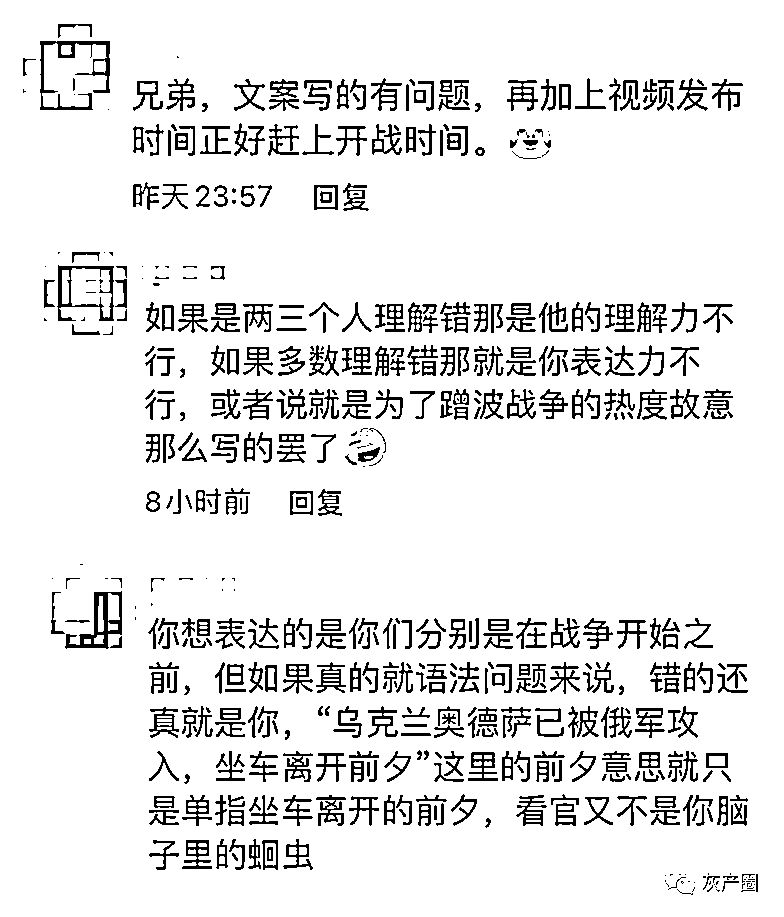 兄弟，文案写的有问题，再加上视频发布
时间正好赶上开战时间。
昨天23:57 回复
如果是两三个人理解错那是他的理解力不
行，如果多数理解错那就是你表达力不
行，或者说就是为了蹭波战争的热度故意
那么写的罢了
8小时前 回复
你想表达的是你们分别是在战争开始之
前，但如果真的就语法问题来说，错的还
真就是你，“乌克兰奥德萨已被俄军攻
入，坐车离开前夕”这里的前夕意思就只
是单指坐车离开的前夕，看官又不是你脑
子里的蛔虫
灰产圈